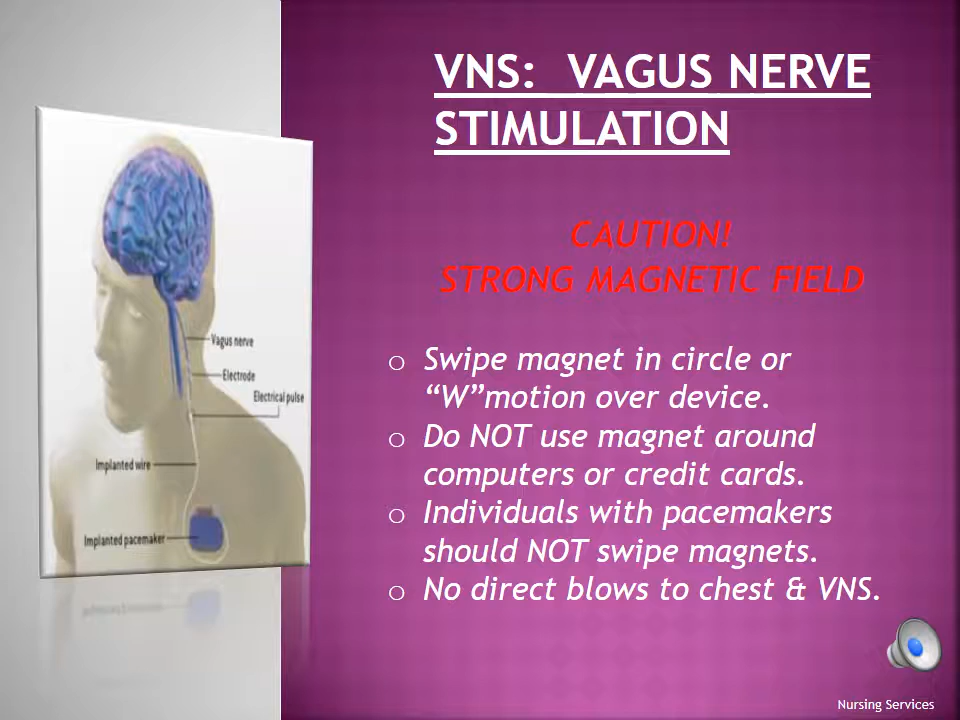 VNS:  VAGUS NERVE
STIMULATION
CAUTION!
STRONG MAGNETIC FIELD
Vagus nerve
Electrode
Electrical pulse
Implanted wire
Implanted pacemaker
o Swipe magnet in circle or
“W”motion over device.
o Do NOT use magnet around
computers or credit cards.
o Individuals with pacemakers
should NOT swipe magnets.
o No direct blows to chest & VNS.
Nursing Services